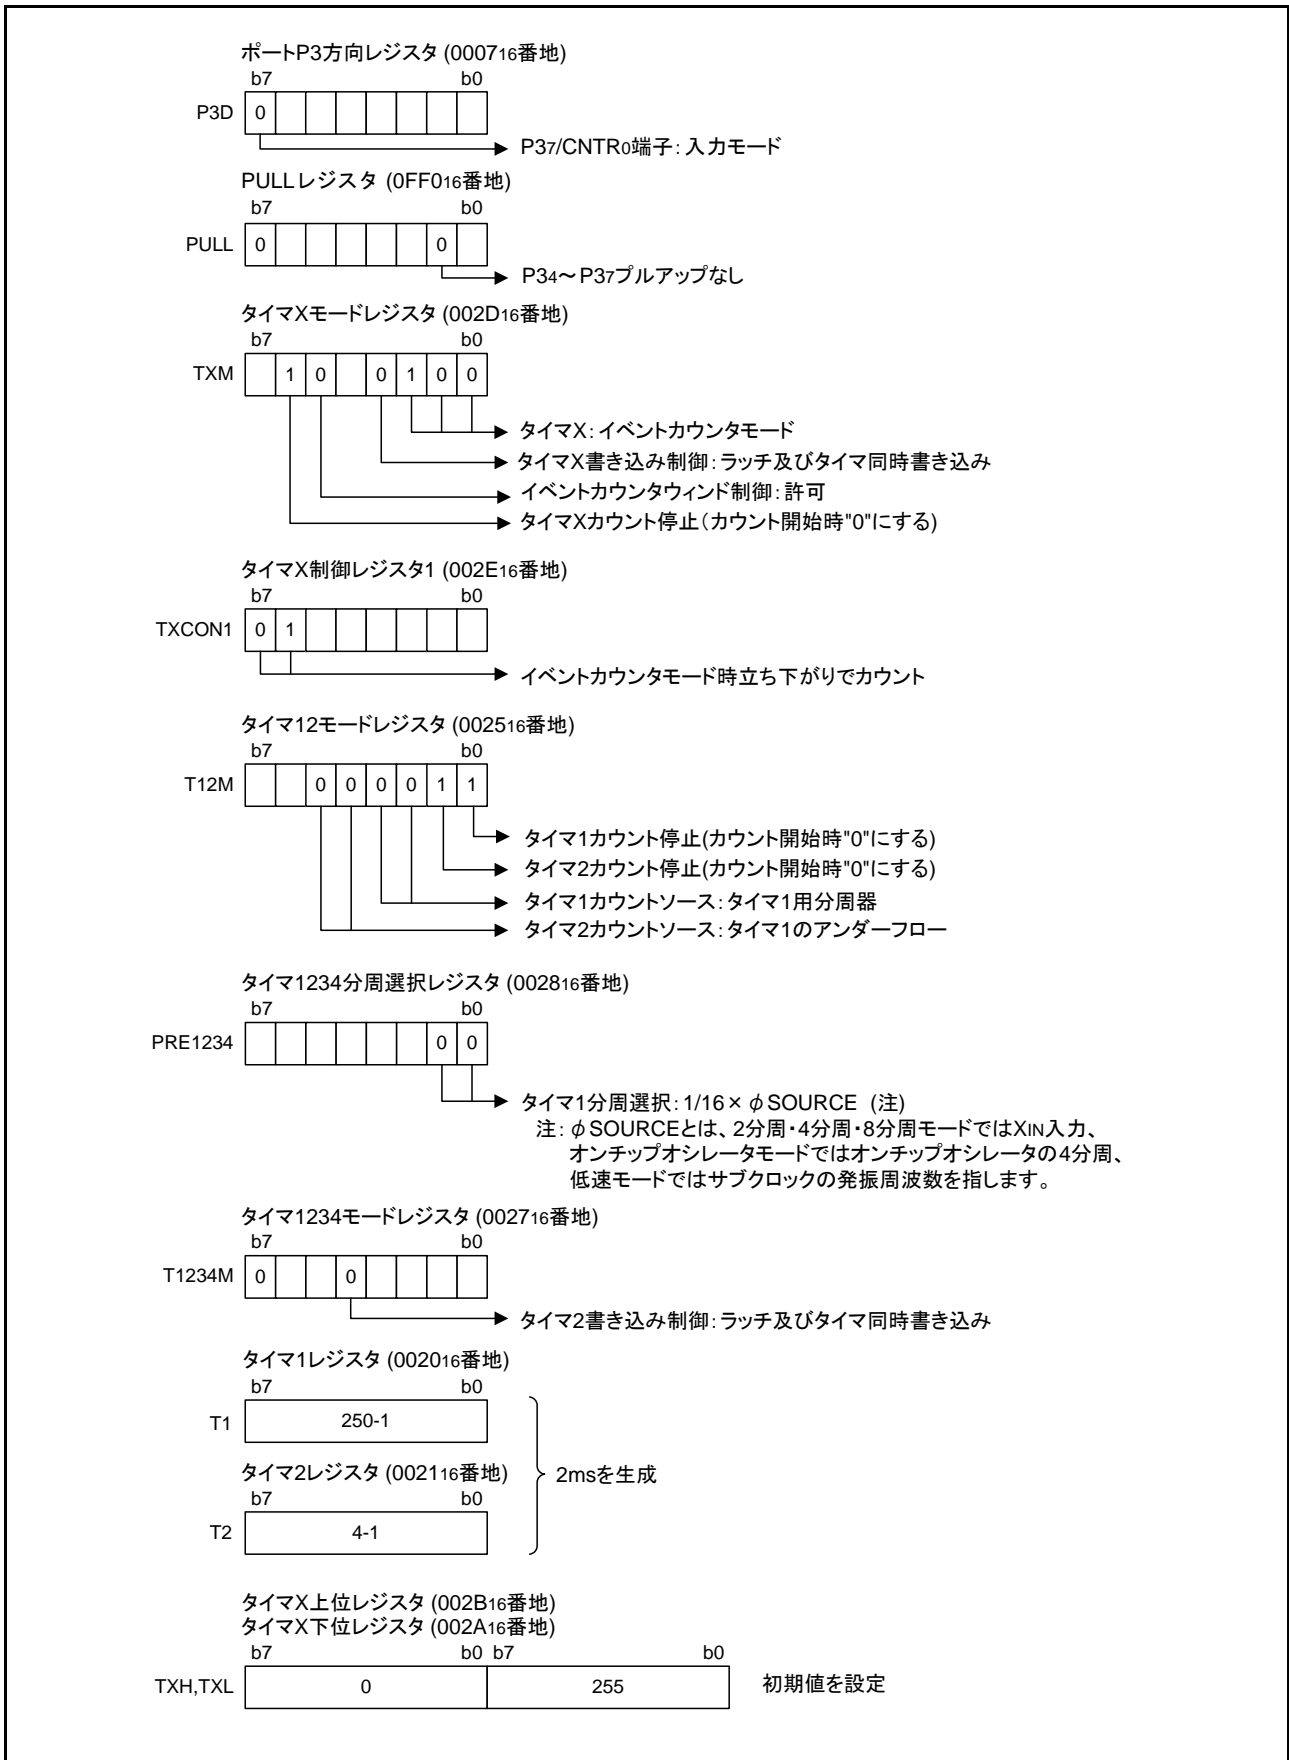 ポートP3方向レジスタ (000716番地)
b7 b0
P3D 0
P37/CNTR0端子：入力モード
PULLレジスタ (0FF016番地)
b7 b0
PULL 0 0
P34～P37プルアップなし
タイマXモードレジスタ (002D16番地)
b7 b0
TXM 1 0 0 1 0 0
タイマX：イベントカウンタモード
タイマX書き込み制御：ラッチ及びタイマ同時書き込み
イベントカウンタウィンド制御：許可
タイマXカウント停止（カウント開始時"0"にする)
タイマX制御レジスタ1 (002E16番地)
b7 b0
TXCON1 0 1
イベントカウンタモード時立ち下がりでカウント
タイマ12モードレジスタ (002516番地)
b7 b0
T12M 0 0 0 0 1 1
タイマ1カウント停止(カウント開始時"0"にする)
タイマ2カウント停止(カウント開始時"0"にする)
タイマ1カウントソース：タイマ1用分周器
タイマ2カウントソース：タイマ1のアンダーフロー
タイマ1234分周選択レジスタ (002816番地)
b7 b0
PRE1234 0 0
タイマ1分周選択：1/16×φSOURCE (注)
注：φSOURCEとは、2分周・4分周・8分周モードではXIN入力、
オンチップオシレータモードではオンチップオシレータの4分周、
低速モードではサブクロックの発振周波数を指します。
タイマ1234モードレジスタ (002716番地)
b7 b0
T1234M 0 0
タイマ2書き込み制御：ラッチ及びタイマ同時書き込み
タイマ1レジスタ (002016番地)
b7 b0
T1 250-1
タイマ2レジスタ (002116番地)
2msを生成
b7 b0
T2 4-1
タイマX上位レジスタ (002B16番地)
タイマX下位レジスタ (002A16番地)
b7 b0 b7 b0
TXH,TXL 0 255 初期値を設定